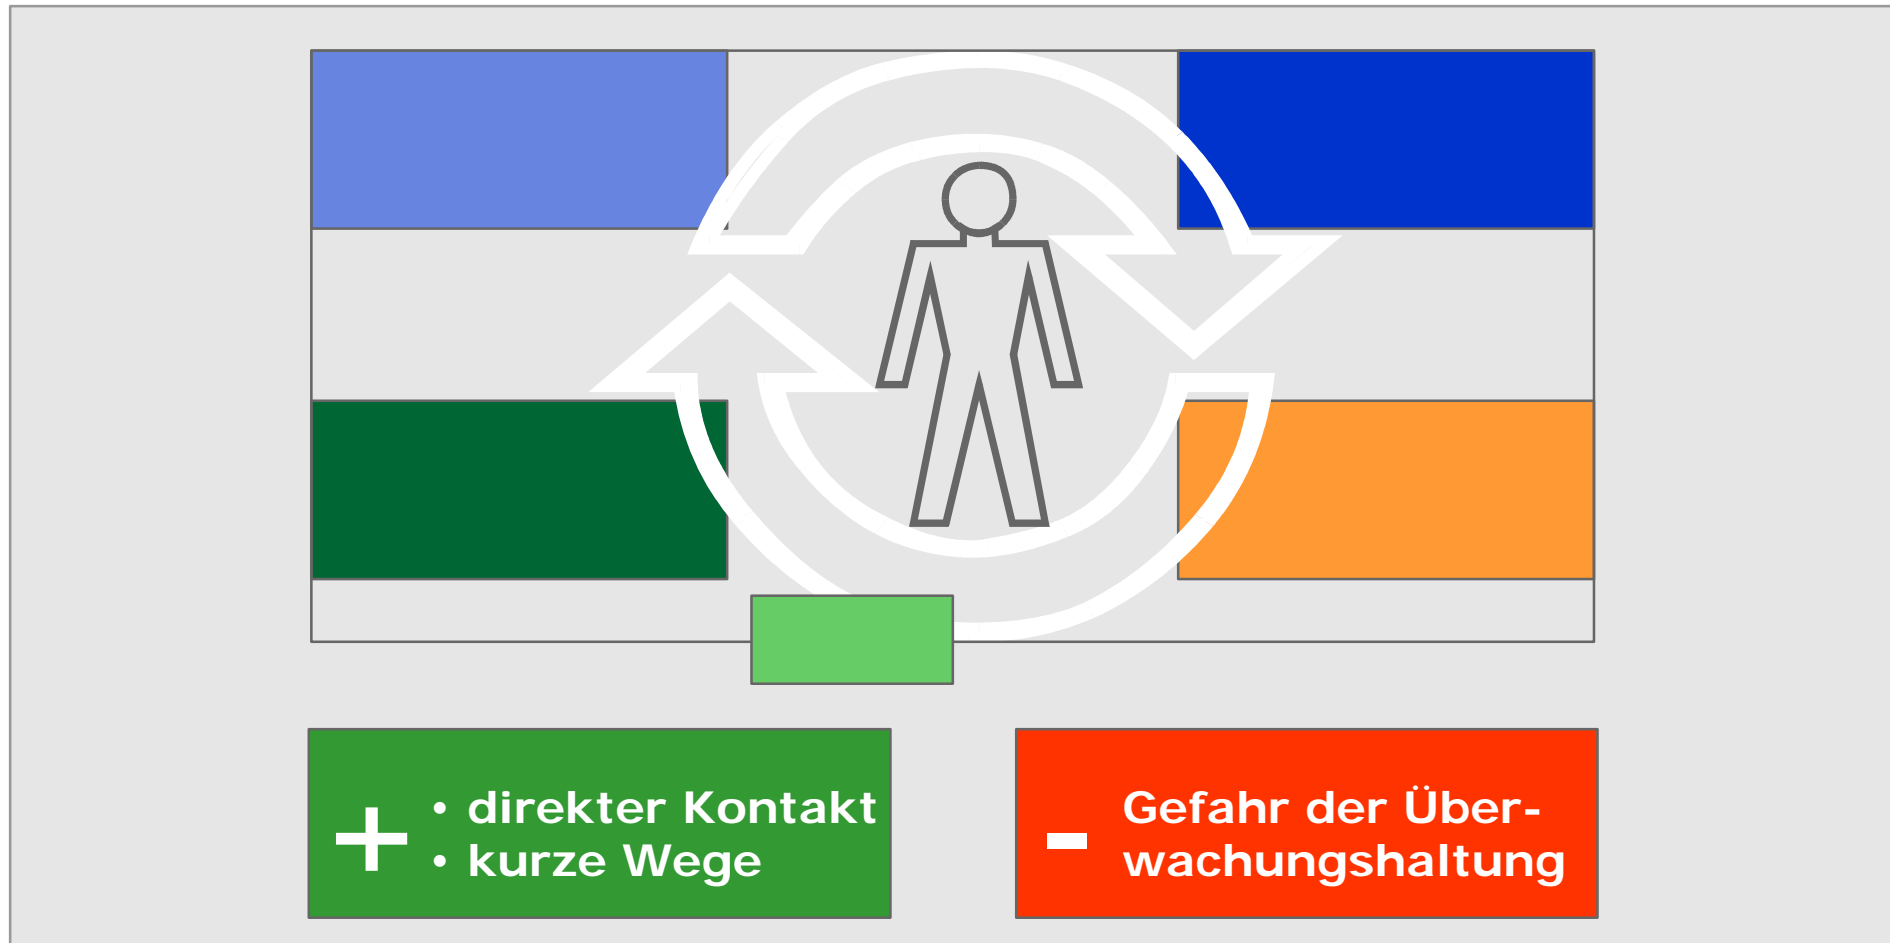 +
• direkter Kontakt
• kurze Wege
-
Gefahr der Über-
wachungshaltung